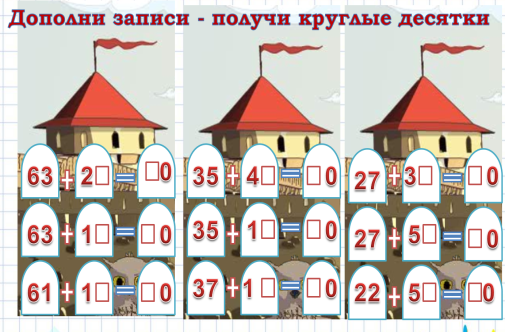 Дополни записи - получи круглые десятки
63 + 2□ = □0 35 + 4□ = □0 27 + 3□ = □0
63 + 1□ = □0 35 + 1□ = □0 27 + 5□ = □0
61 + 1□ = □0 37 + 1□ = □0 22 + 5□ = □0